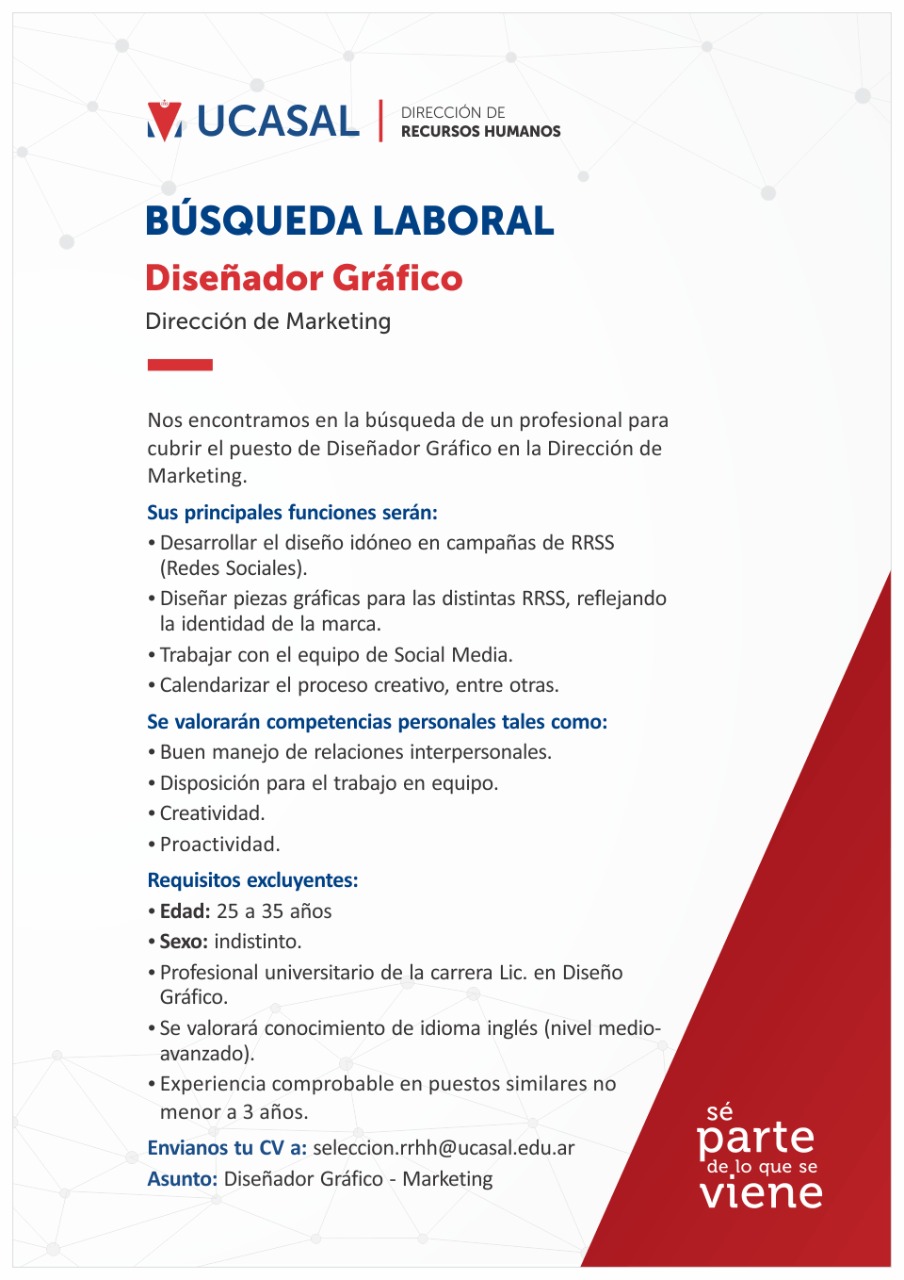 UCASAL
DIRECCIÓN DE
RECURSOS HUMANOS
BÚSQUEDA LABORAL
Diseñador Gráfico
Dirección de Marketing
Nos encontramos en la búsqueda de un profesional para
cubrir el puesto de Diseñador Gráfico en la Dirección de
Marketing.
Sus principales funciones serán:
• Desarrollar el diseño idóneo en campañas de RRSS
(Redes Sociales).
• Diseñar piezas gráficas para las distintas RRSS, reflejando
la identidad de la marca.
• Trabajar con el equipo de Social Media.
• Calendarizar el proceso creativo, entre otras.
Se valorarán competencias personales tales como:
• Buen manejo de relaciones interpersonales.
• Disposición para el trabajo en equipo.
• Creatividad.
• Proactividad.
Requisitos excluyentes:
• Edad: 25 a 35 años
• Sexo: indistinto.
• Profesional universitario de la carrera Lic. en Diseño
Gráfico.
• Se valorará conocimiento de idioma inglés (nivel medio-
avanzado).
• Experiencia comprobable en puestos similares no
menor a 3 años.
Envianos tu CV a: seleccion.rrhh@ucasal.edu.ar
Asunto: Diseñador Gráfico - Marketing
sé
parte
de lo que se
viene